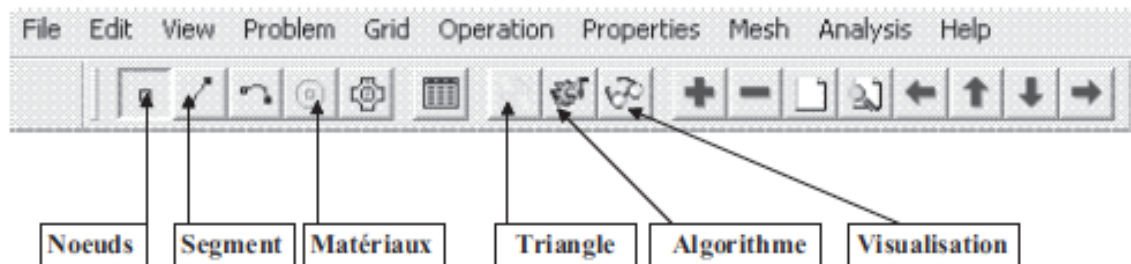 File Edit View Problem Grid Operation Properties Mesh Analysis Help
Noeuds Segment Matériaux Triangle Algorithme Visualisation